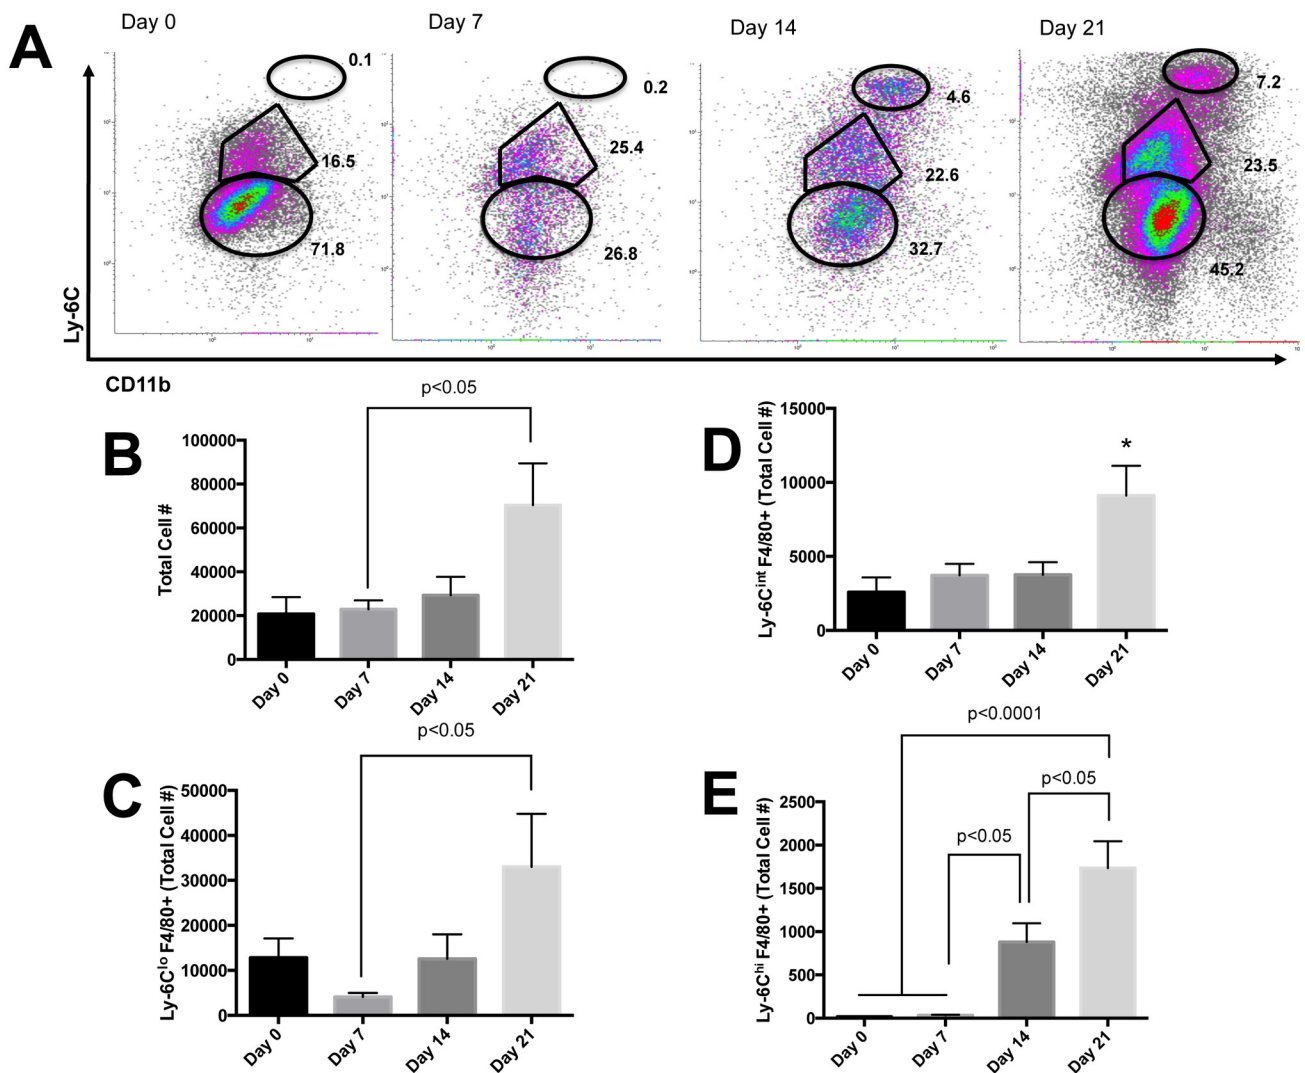 A
Day 0
Day 7
Day 14
Day 21
Ly-6C
0.1
16.5
71.8
0.2
25.4
26.8
4.6
22.6
32.7
7.2
23.5
45.2
CD11b
B
p<0.05
Total Cell #
100000
80000
60000
40000
20000
0
Day 0
Day 7
Day 14
Day 21
D
Ly-6Cint F4/80+ (Total Cell #)
15000
10000
5000
0
*
Day 0
Day 7
Day 14
Day 21
C
p<0.05
Ly-6Clo F4/80+ (Total Cell #)
50000
40000
30000
20000
10000
0
Day 0
Day 7
Day 14
Day 21
E
p<0.0001
p<0.05
p<0.05
Ly-6Chi F4/80+ (Total Cell #)
2500
2000
1500
1000
500
0
Day 0
Day 7
Day 14
Day 21